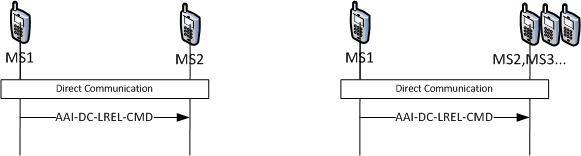 MS1
MS2
Direct Communication
AAI-DC-LREL-CMD
MS1
MS2,MS3...
Direct Communication
AAI-DC-LREL-CMD